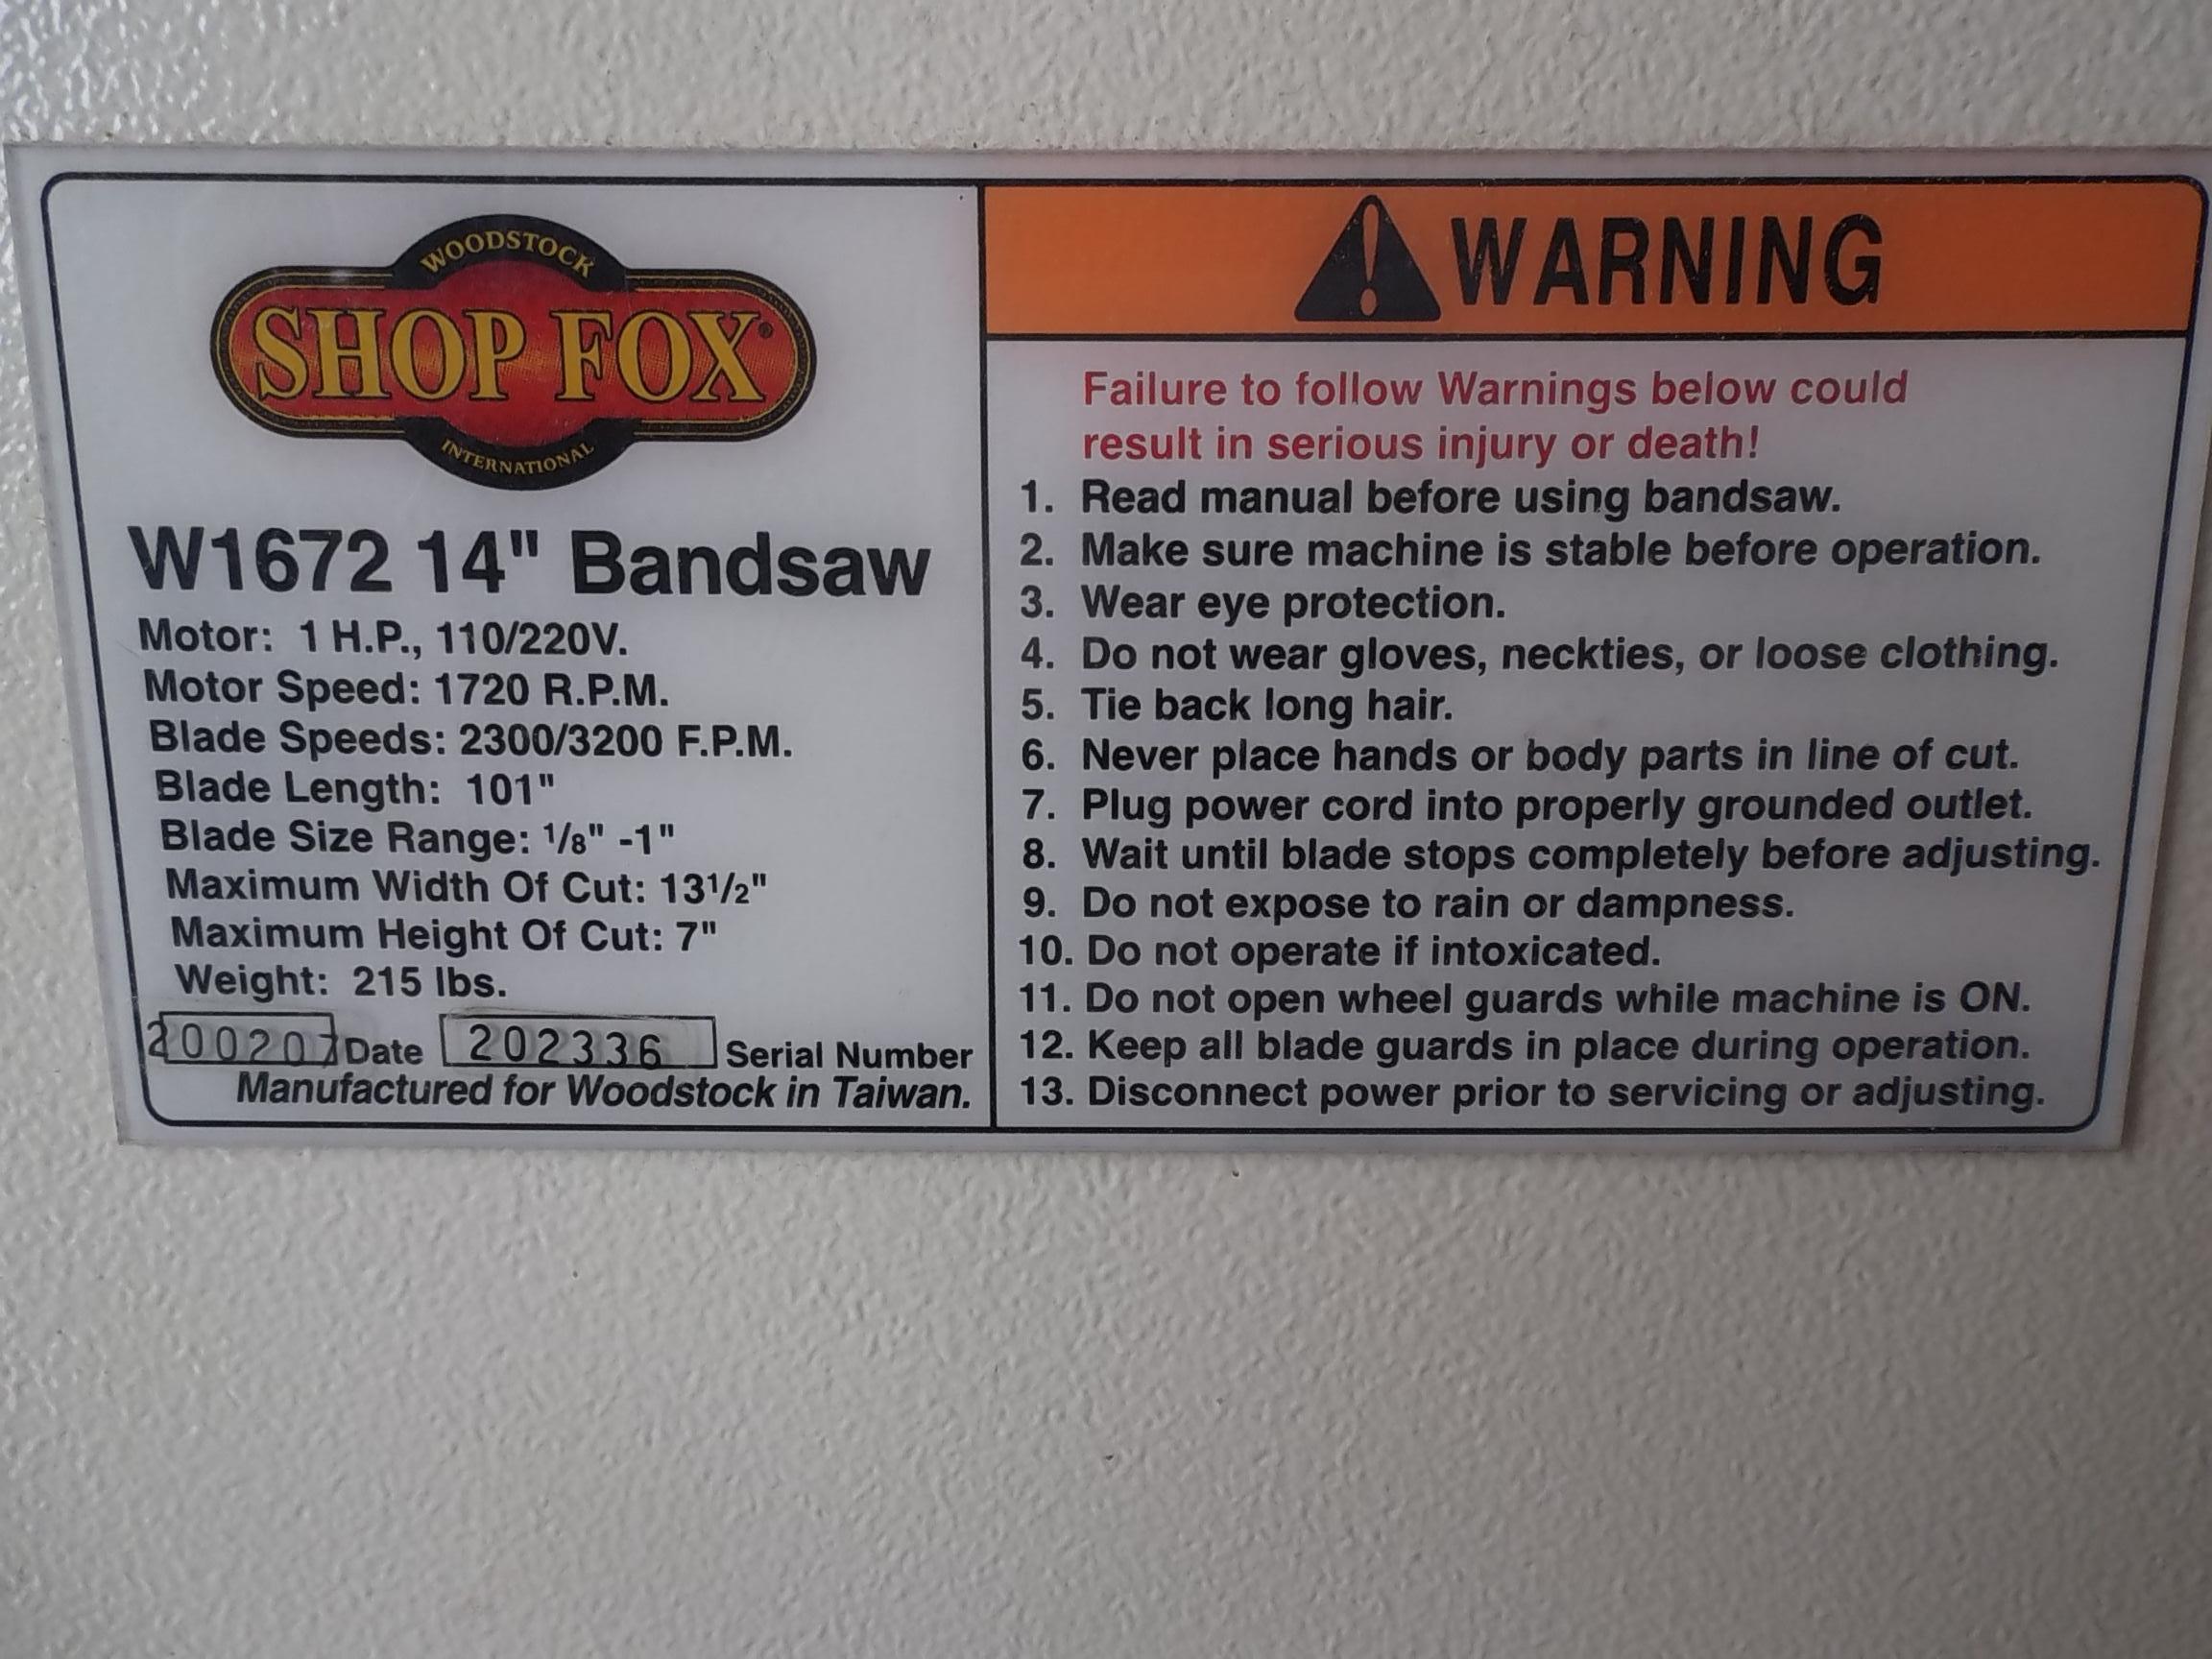 WOODSTOCK
SHOP FOX®
INTERNATIONAL
W1672 14" Bandsaw
Motor: 1 H.P., 110/220V.
Motor Speed: 1720 R.P.M.
Blade Speeds: 2300/3200 F.P.M.
Blade Length: 101"
Blade Size Range: 1/8" -1"
Maximum Width Of Cut: 131/2"
Maximum Height Of Cut: 7"
Weight: 215 lbs.
200207 Date 202336 Serial Number
Manufactured for Woodstock in Taiwan.
WARNING
Failure to follow Warnings below could
result in serious injury or death!
1. Read manual before using bandsaw.
2. Make sure machine is stable before operation.
3. Wear eye protection.
4. Do not wear gloves, neckties, or loose clothing.
5. Tie back long hair.
6. Never place hands or body parts in line of cut.
7. Plug power cord into properly grounded outlet.
8. Wait until blade stops completely before adjusting.
9. Do not expose to rain or dampness.
10. Do not operate if intoxicated.
11. Do not open wheel guards while machine is ON.
12. Keep all blade guards in place during operation.
13. Disconnect power prior to servicing or adjusting.